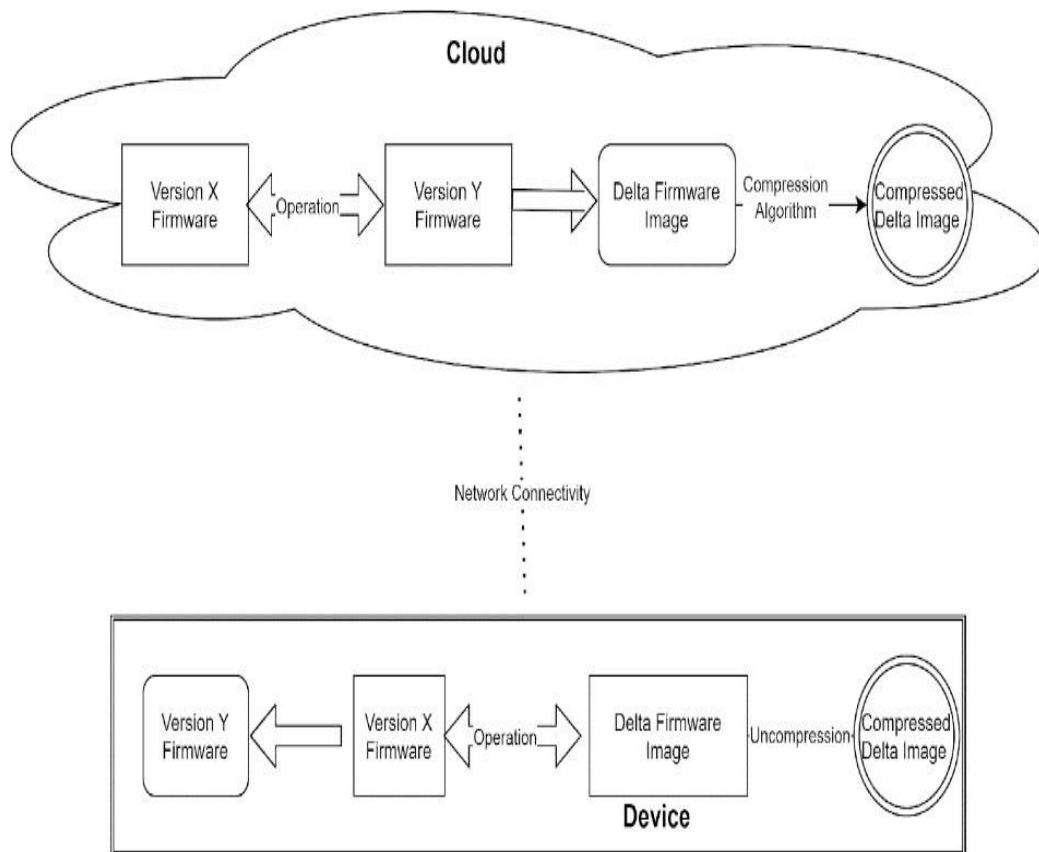 Cloud
Version X
Firmware
Operation
Version Y
Firmware
Delta Firmware
Image
Compression
Algorithm
Compressed
Delta Image
Network Connectivity
Version Y
Firmware
Version X
Firmware
Operation
Delta Firmware
Image
Uncompression
Compressed
Delta Image
Device